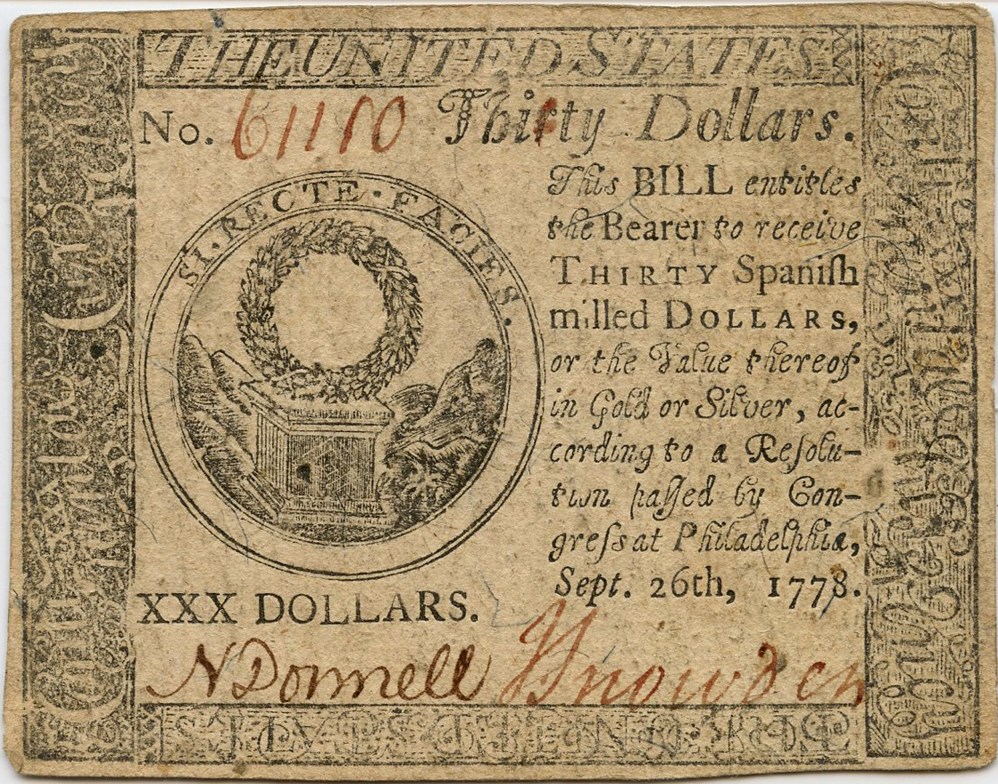 THE UNITED STATES
No. 61110 Thirty Dollars.
SI·RECTE·FACIES.
This BILL entitles
the Bearer to receive
THIRTY Spaniſh
milled DOLLARS,
or the Value thereof
in Gold or Silver, ac-
cording to a Reſolu-
tion paſſed by Con-
greſs at Philadelphia,
Sept. 26th, 1778.
XXX DOLLARS.
N Donnell